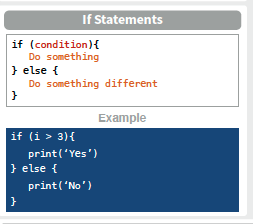 If Statements
if (condition){
Do something
} else {
Do something different
}
Example
if (i > 3){
print(‘Yes’)
} else {
print(‘No’)
}